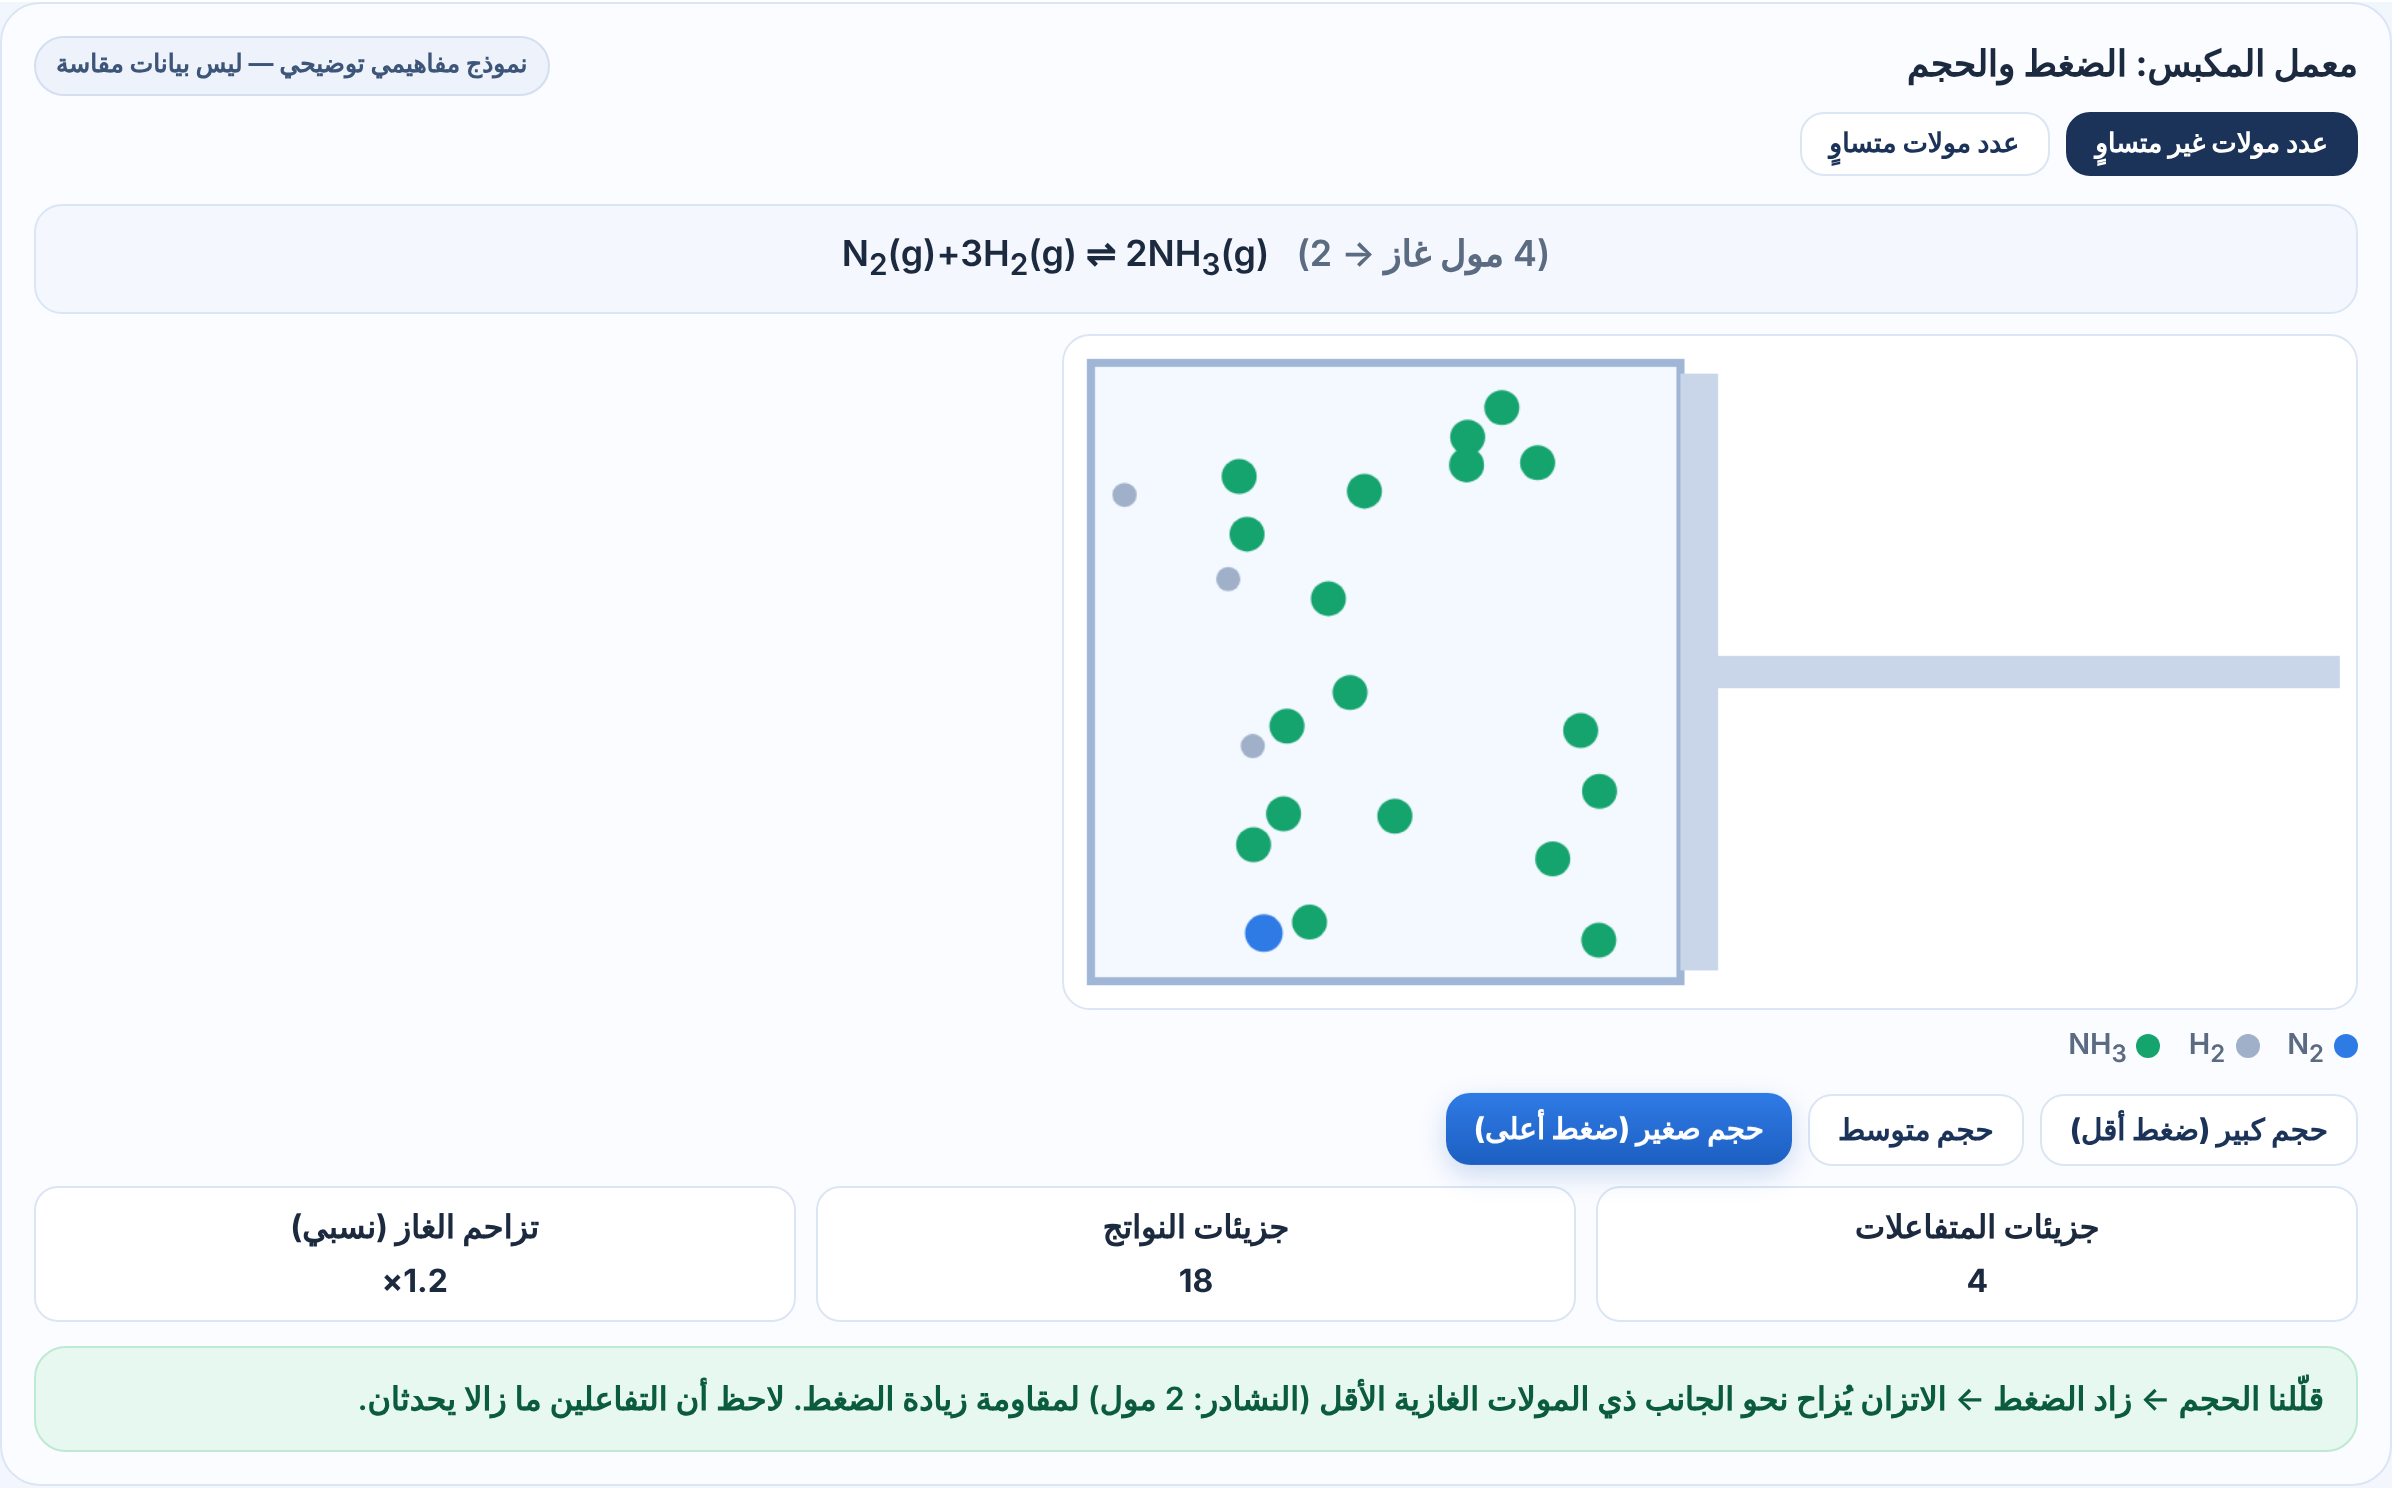 معمل المكبس: الضغط والحجم
نموذج مفاهيمي توضيحي — ليس بيانات مقاسة
عدد مولات غير متساوٍ
عدد مولات متساوٍ
N₂(g)+3H₂(g) ⇌ 2NH₃(g) (4 مول غاز → 2)
N₂ H₂ NH₃
حجم كبير (ضغط أقل)
حجم متوسط
حجم صغير (ضغط أعلى)
جزيئات المتفاعلات
4
جزيئات النواتج
18
تزاحم الغاز (نسبي)
×1.2
قلّلنا الحجم ← زاد الضغط ← الاتزان يُزاح نحو الجانب ذي المولات الغازية الأقل (النشادر: 2 مول) لمقاومة زيادة الضغط. لاحظ أن التفاعلين ما زالا يحدثان.